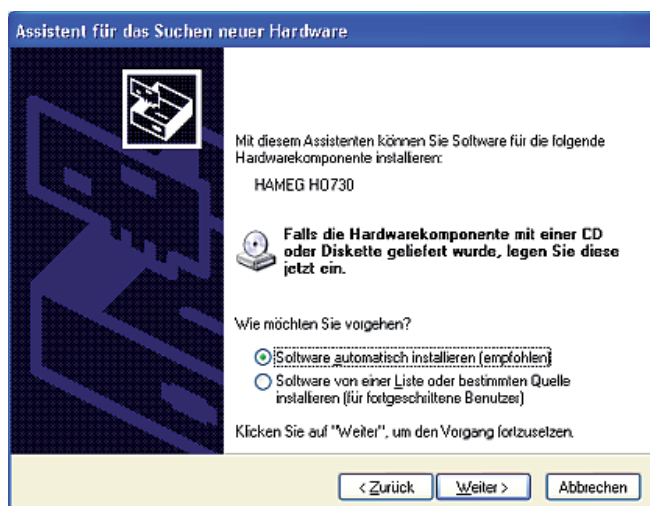 Assistent für das Suchen neuer Hardware
Mit diesem Assistenten können Sie Software für die folgende
Hardwarekomponente installieren:
HAMEG HO730
Falls die Hardwarekomponente mit einer CD
oder Diskette geliefert wurde, legen Sie diese
jetzt ein.
Wie möchten Sie vorgehen?
Software automatisch installieren (empfohlen)
Software von einer Liste oder bestimmten Quelle
installieren (für fortgeschrittene Benutzer)
Klicken Sie auf "Weiter", um den Vorgang fortzusetzen.
< Zurück Weiter > Abbrechen